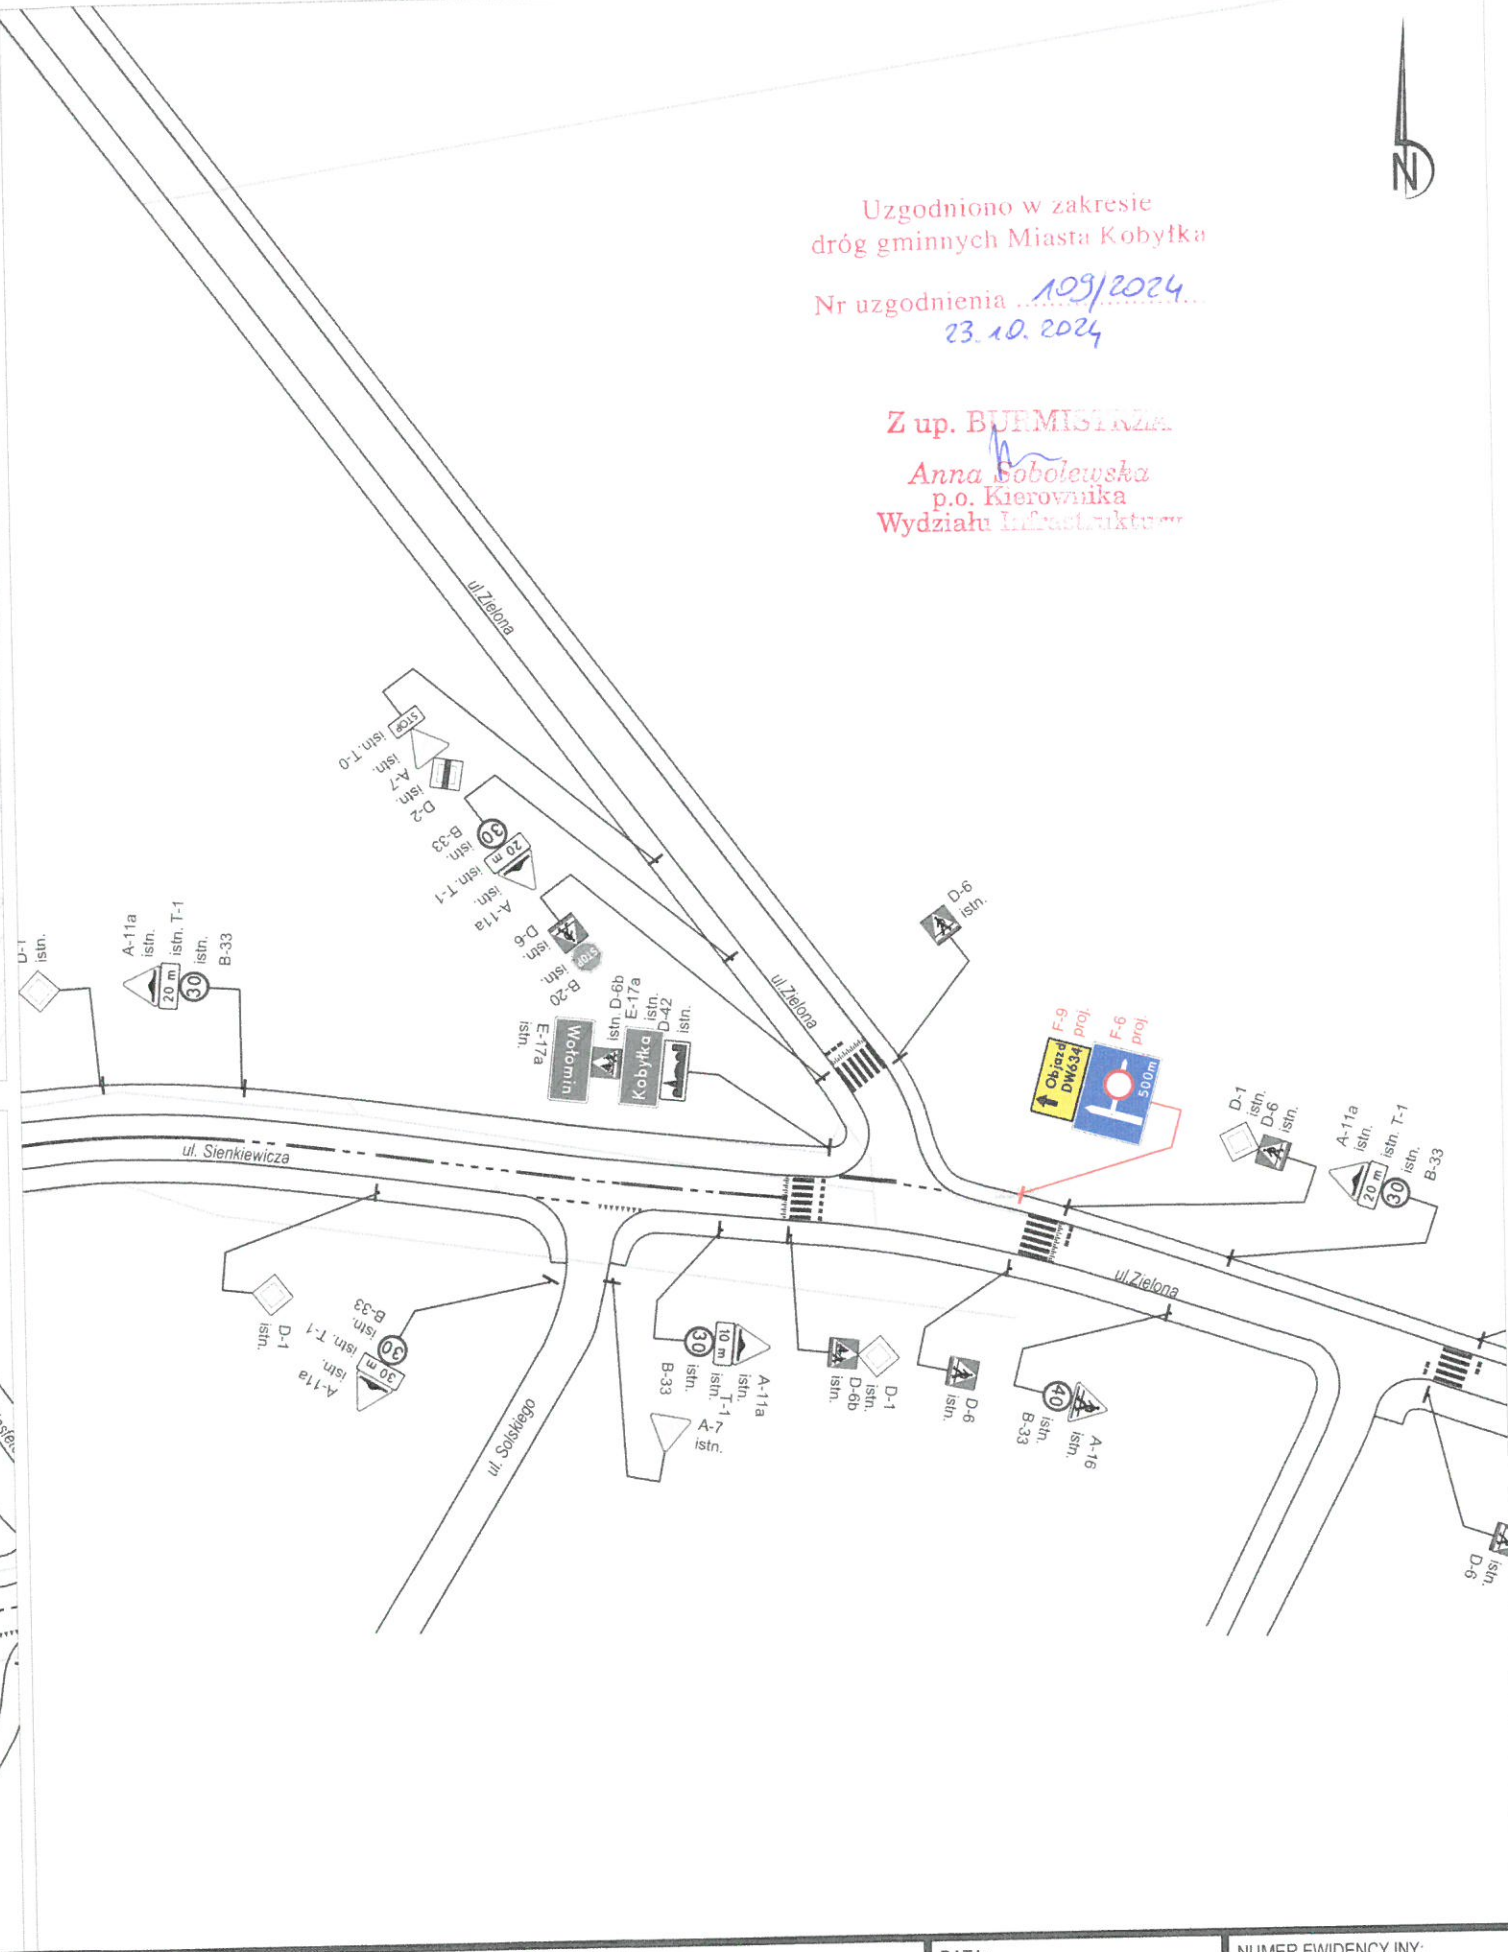 N
Uzgodniono w zakresie
dróg gminnych Miasta Kobyłka
Nr uzgodnienia 109/2024
23.10.2024
Z up. BURMISTRZA
Anna Sobolewska
p.o. Kierownika
Wydziału Infrastruktury
ul.Zielona
STOP
istn. T-0
A-7
istn.
D-2
istn.
30
B-33
istn.
20 m
istn. T-1
A-11a
istn.
D-6
istn.
STOP
B-20
istn.
ul.Zielona
D-6
istn.
D-1
istn.
A-11a
istn.
20 m
istn. T-1
30
istn.
B-33
E-17a
istn.
Wołomin
istn. D-6b
E-17a
istn.
Kobyłka
D-42
istn.
F-9
proj.
Objazd
DW634
F-6
proj.
500m
D-1
istn.
D-6
istn.
A-11a
istn.
20 m
istn. T-1
30
istn.
B-33
ul. Sienkiewicza
D-1
istn.
B-33
istn.
30
istn. T-1
30 m
A-11a
istn.
ul. Solskiego
30
istn.
B-33
10 m
istn.
T-1
A-11a
istn.
A-7
istn.
D-1
istn.
D-6b
istn.
D-6
istn.
ul.Zielona
40
istn.
B-33
A-16
istn.
istn.
D-6
NUMER EWIDENCYJNY: